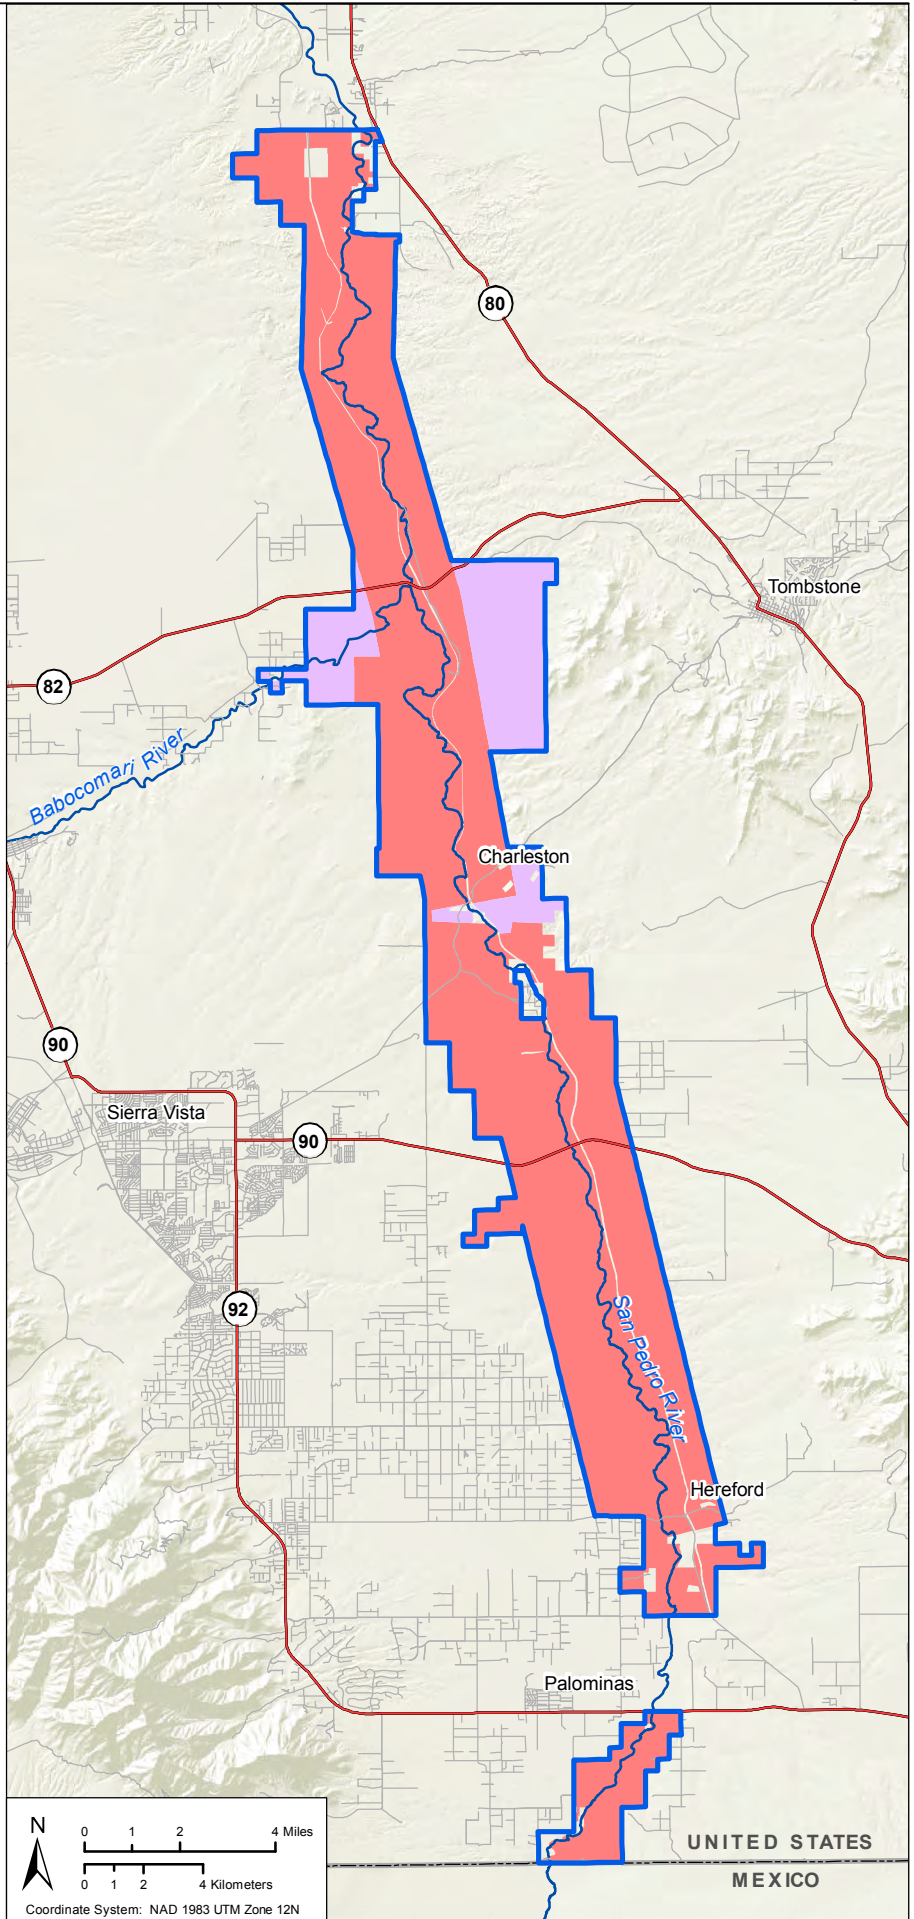 80
Tombstone
82
Babocomari River
Charleston
90
Sierra Vista
90
92
San Pedro River
Hereford
Palominas
N
0 1 2 4 Miles
0 1 2 4 Kilometers
Coordinate System: NAD 1983 UTM Zone 12N
UNITED STATES
MEXICO